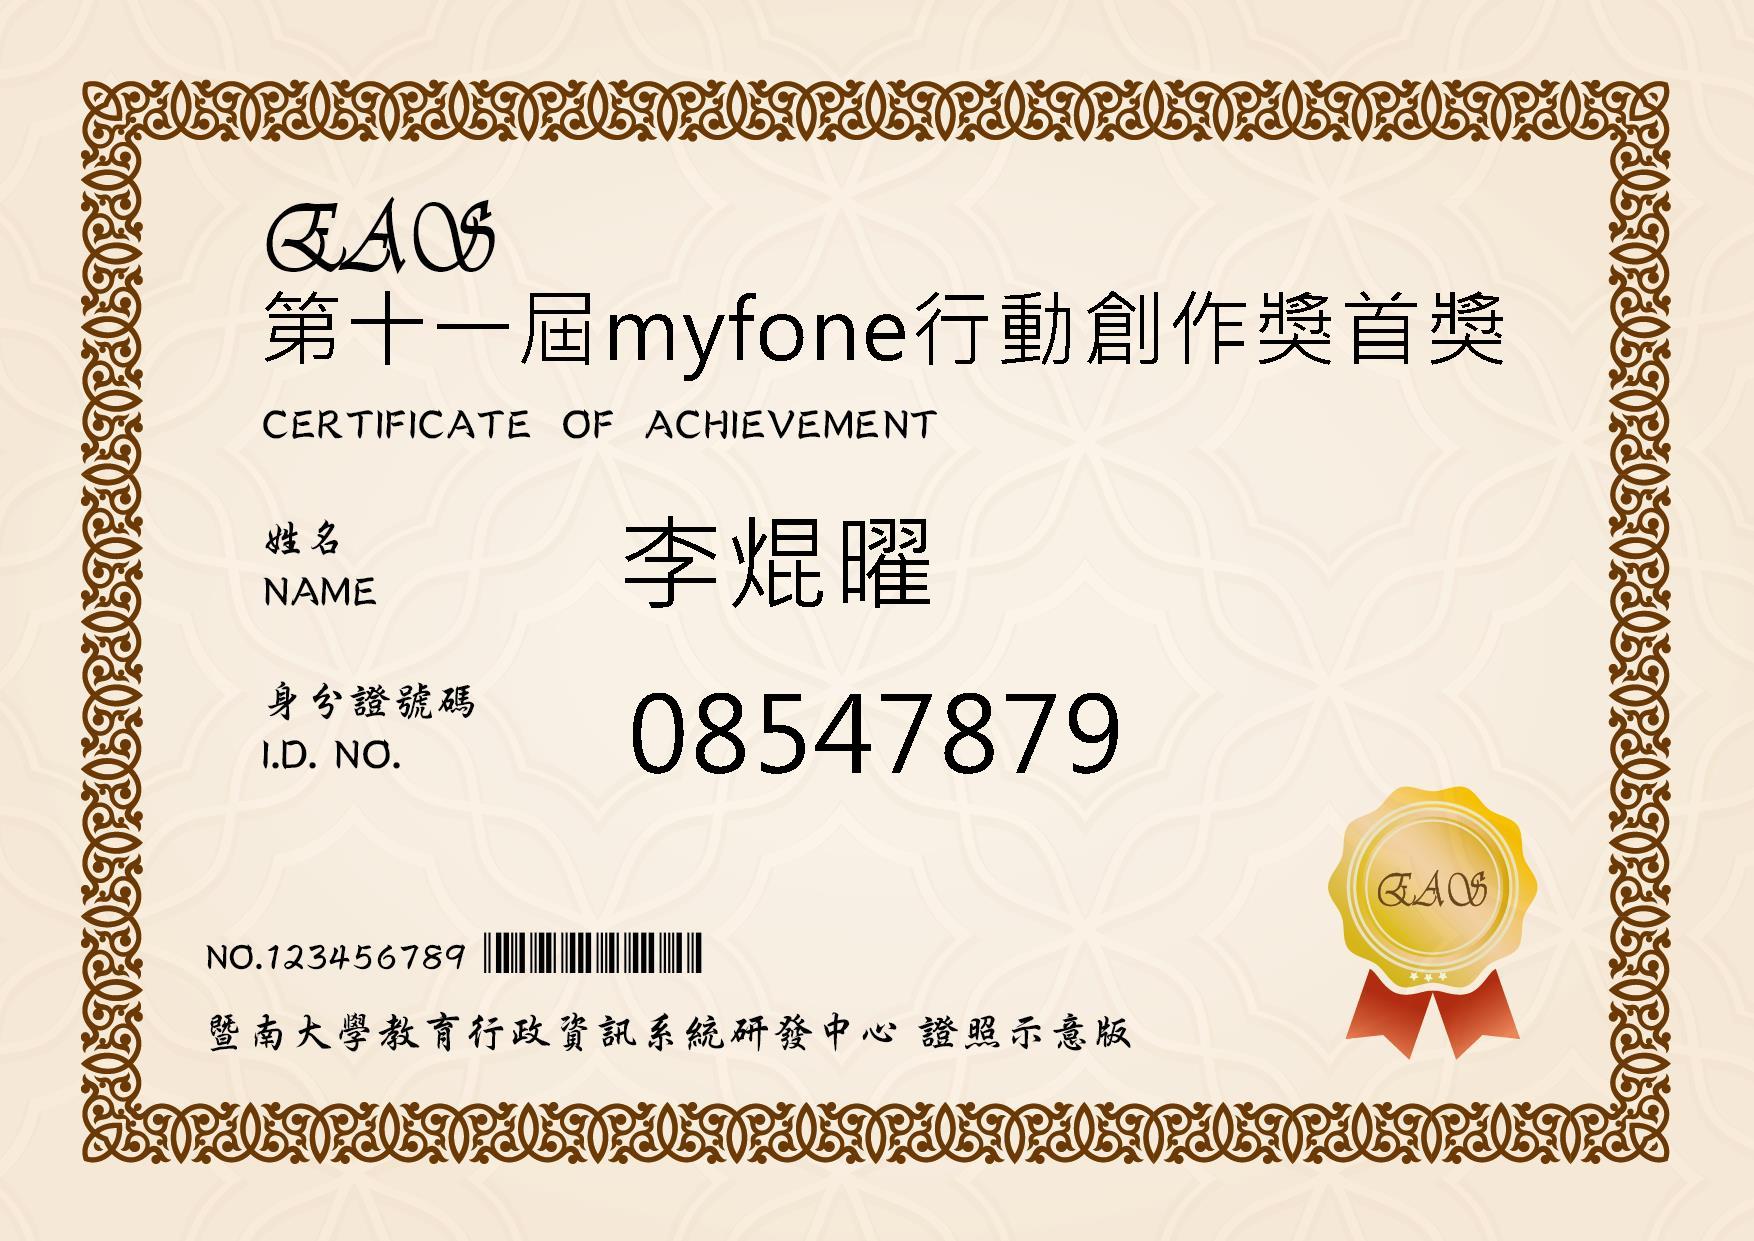 EAS
第十一屆myfone行動創作獎首獎
CERTIFICATE OF ACHIEVEMENT
姓名
NAME
李焜曜
身分證號碼
I.D. NO.
08547879
EAS
NO.123456789
暨南大學教育行政資訊系統研發中心 證照示意版